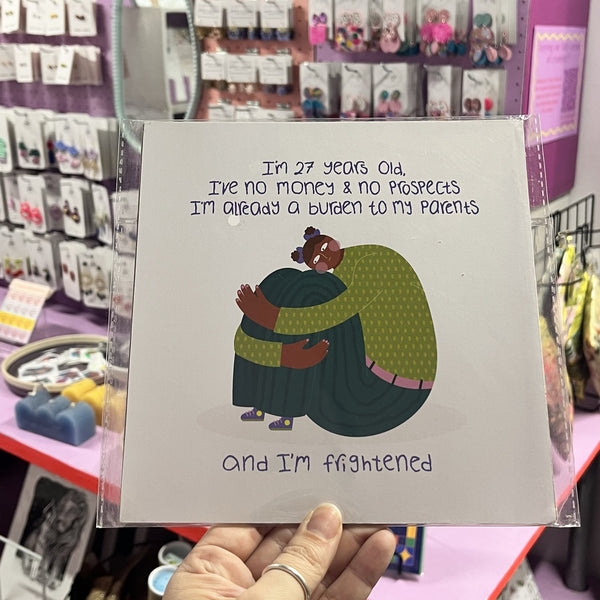 I'm 27 years old,
I've no money & no prospects
I'm already a burden to my parents
and I'm frightened